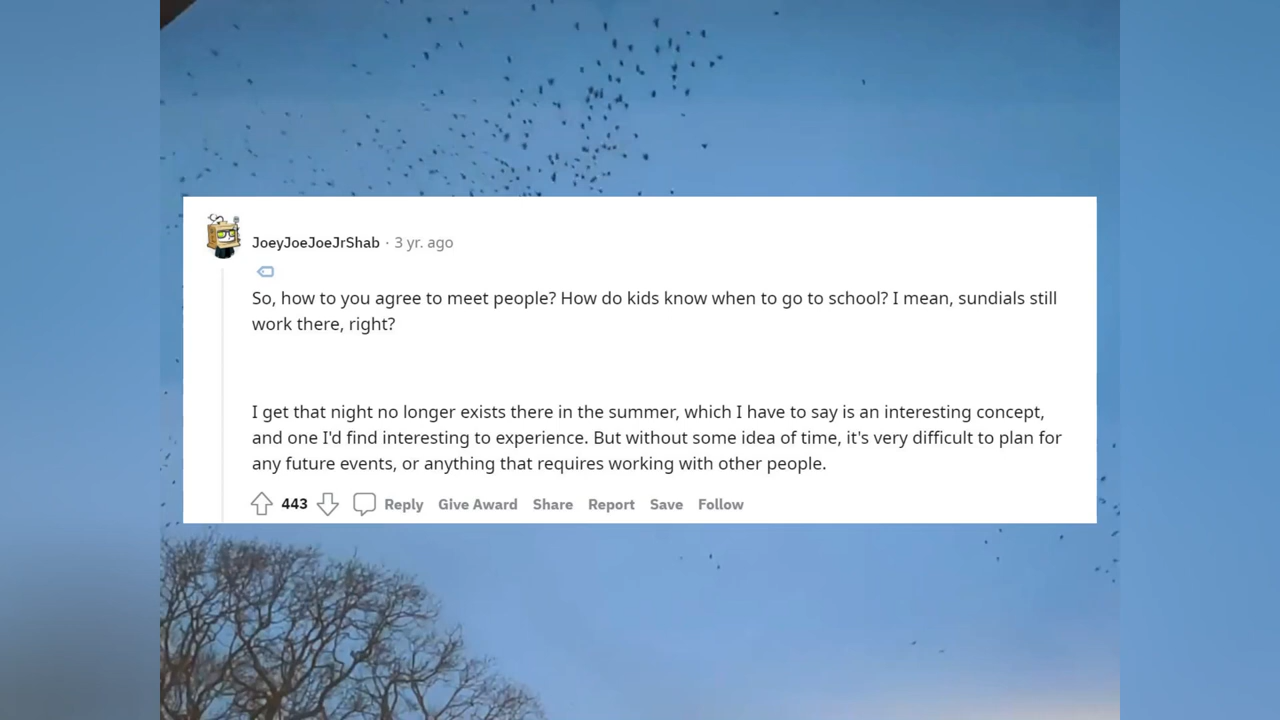 JoeyJoeJoeJrShab · 3 yr. ago
So, how to you agree to meet people? How do kids know when to go to school? I mean, sundials still
work there, right?
I get that night no longer exists there in the summer, which I have to say is an interesting concept,
and one I'd find interesting to experience. But without some idea of time, it's very difficult to plan for
any future events, or anything that requires working with other people.
443 Reply Give Award Share Report Save Follow